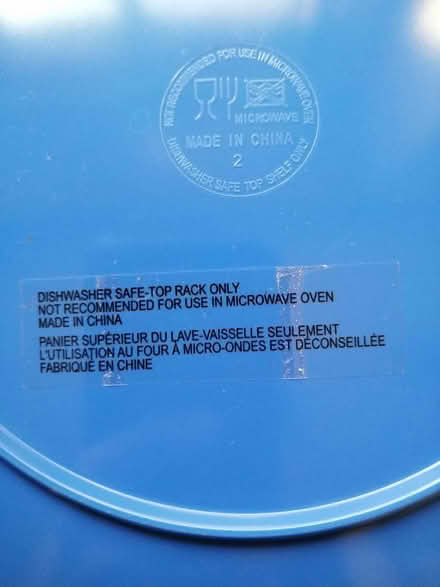 NOT RECOMMENDED FOR USE IN MICROWAVE OVEN
MICROWAVE
MADE IN CHINA
2
DISHWASHER SAFE TOP SHELF ONLY
DISHWASHER SAFE-TOP RACK ONLY
NOT RECOMMENDED FOR USE IN MICROWAVE OVEN
MADE IN CHINA
PANIER SUPÉRIEUR DU LAVE-VAISSELLE SEULEMENT
L'UTILISATION AU FOUR À MICRO-ONDES EST DÉCONSEILLÉE
FABRIQUÉ EN CHINE